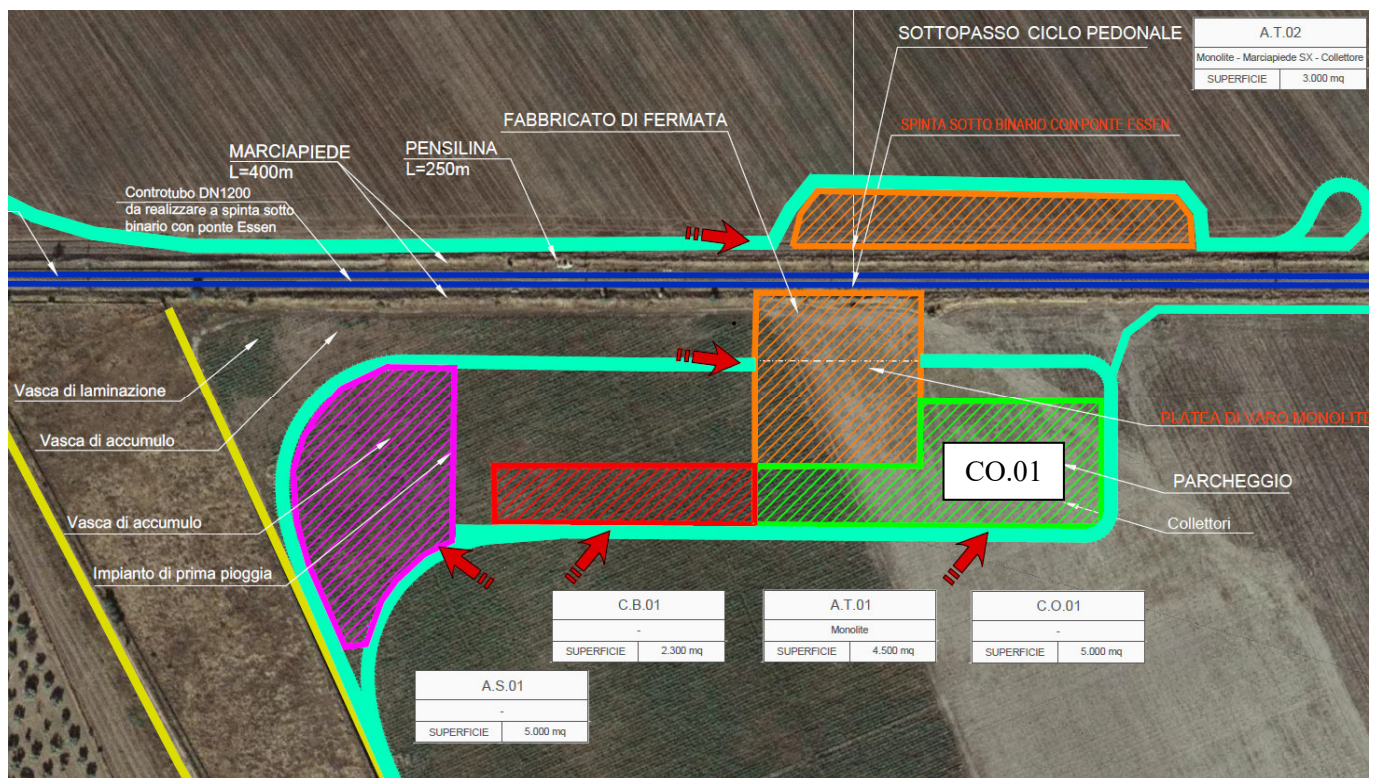 SOTTOPASSO CICLO PEDONALE
A.T.02
Monolite - Marciapiede SX - Collettore
SUPERFICIE 3.000 mq
FABBRICATO DI FERMATA
SPINTA SOTTO BINARIO CON PONTE ESSEN
MARCIAPIEDE
L=400m
PENSILINA
L=250m
Controtubo DN1200
da realizzare a spinta sotto
binario con ponte Essen
Vasca di laminazione
Vasca di accumulo
PLATEA DI VARO MONOLITE
CO.01
PARCHEGGIO
Vasca di accumulo
Collettori
Impianto di prima pioggia
C.B.01
-
SUPERFICIE 2.300 mq
A.T.01
Monolite
SUPERFICIE 4.500 mq
C.O.01
-
SUPERFICIE 5.000 mq
A.S.01
-
SUPERFICIE 5.000 mq